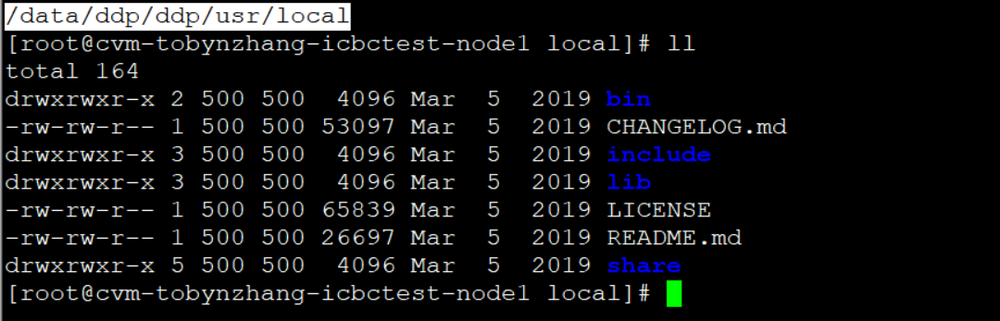 /data/ddp/ddp/usr/local
[root@cvm-tobynzhang-icbctest-node1 local]# ll
total 164
drwxrwxr-x 2 500 500  4096 Mar  5  2019 bin
-rw-rw-r-- 1 500 500 53097 Mar  5  2019 CHANGELOG.md
drwxrwxr-x 3 500 500  4096 Mar  5  2019 include
drwxrwxr-x 3 500 500  4096 Mar  5  2019 lib
-rw-rw-r-- 1 500 500 65839 Mar  5  2019 LICENSE
-rw-rw-r-- 1 500 500 26697 Mar  5  2019 README.md
drwxrwxr-x 5 500 500  4096 Mar  5  2019 share
[root@cvm-tobynzhang-icbctest-node1 local]#